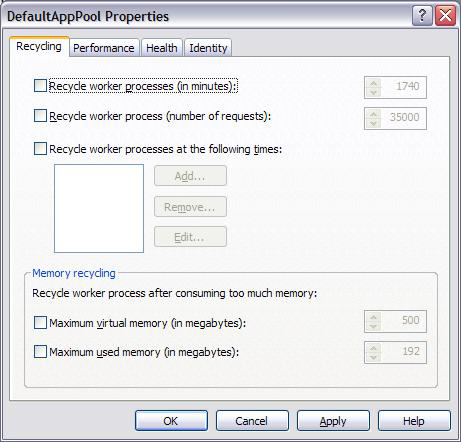 DefaultAppPool Properties
Recycling Performance Health Identity
Recycle worker processes (in minutes): 1740
Recycle worker process (number of requests): 35000
Recycle worker processes at the following times:
Add...
Remove...
Edit...
Memory recycling
Recycle worker process after consuming too much memory:
Maximum virtual memory (in megabytes): 500
Maximum used memory (in megabytes): 192
OK Cancel Apply Help